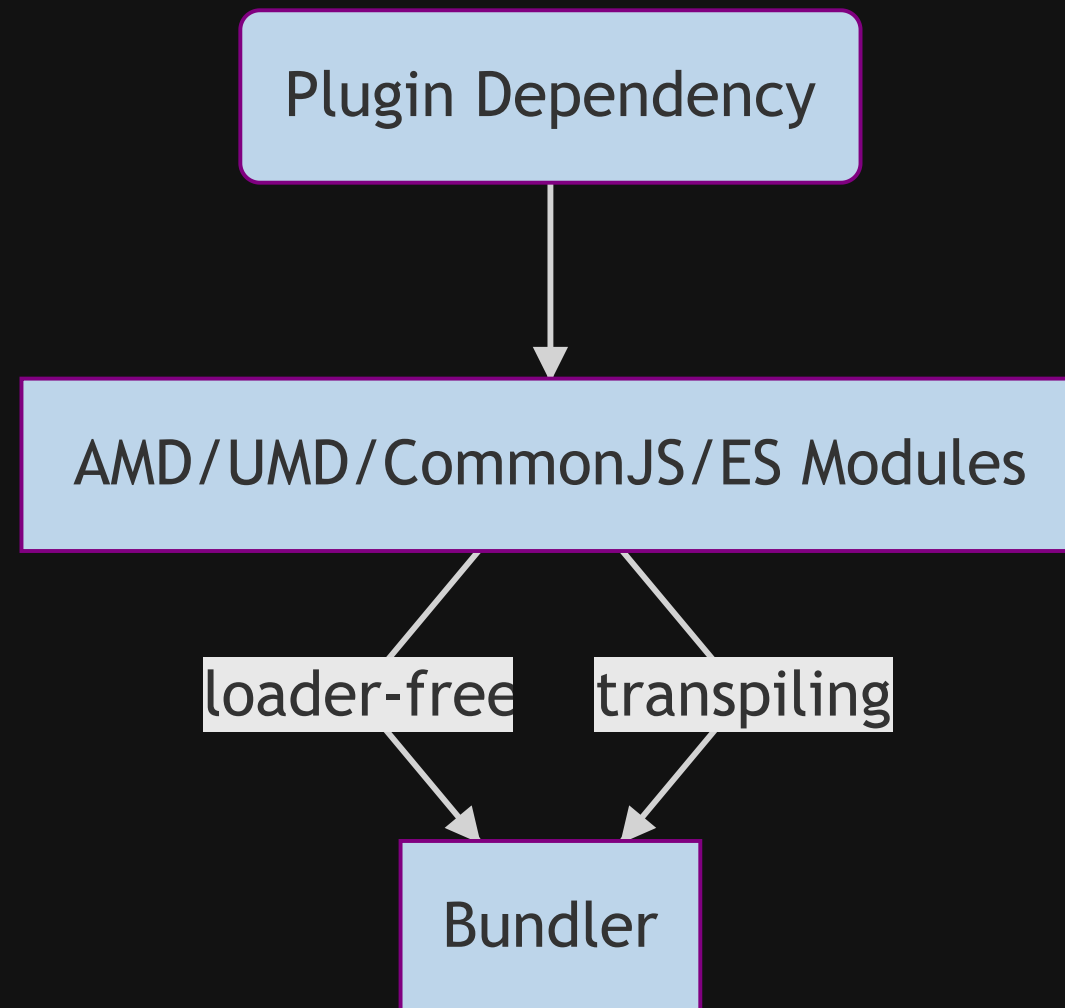 Plugin Dependency
AMD/UMD/CommonJS/ES Modules
loader-free
transpiling
Bundler